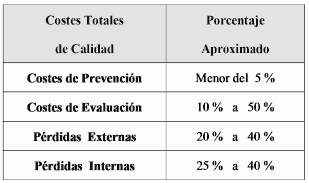 Costes Totales Porcentaje
de Calidad Aproximado
Costes de Prevención Menor del 5 %
Costes de Evaluación 10 % a 50 %
Pérdidas Externas 20 % a 40 %
Pérdidas Internas 25 % a 40 %